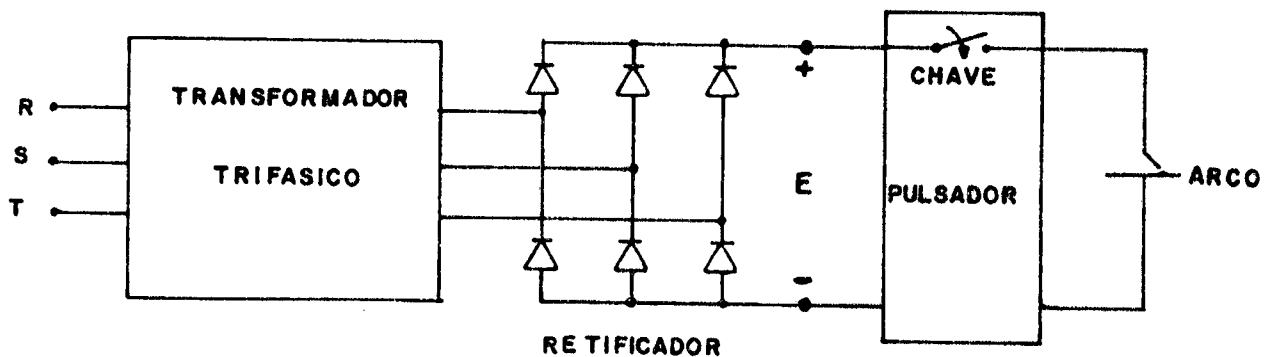 R
S
T
TRANSFORMADOR
TRIFASICO
+
E
-
RETIFICADOR
CHAVE
PULSADOR
ARCO